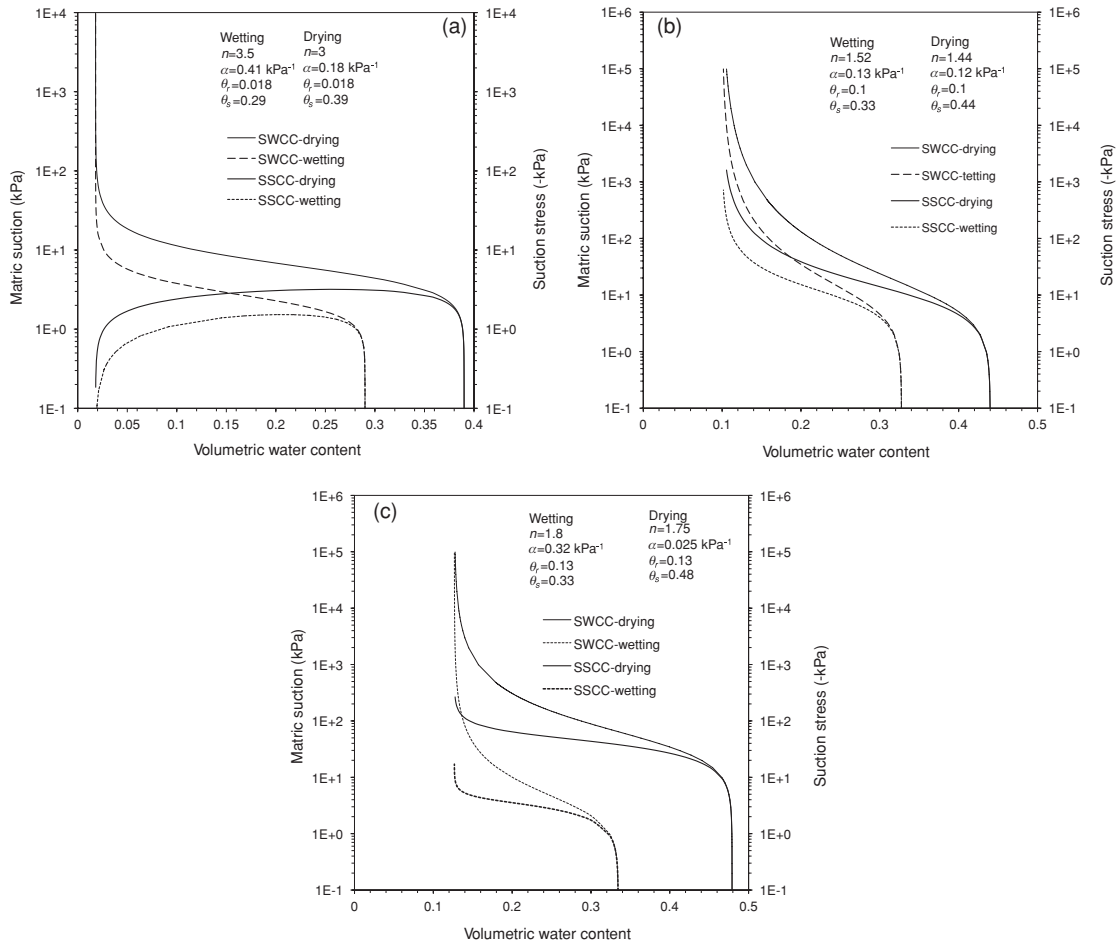 (a)
Wetting Drying
n=3.5 n=3
α=0.41 kPa⁻¹ α=0.18 kPa⁻¹
θr=0.018 θr=0.018
θs=0.29 θs=0.39
SWCC-drying
SWCC-wetting
SSCC-drying
SSCC-wetting
1E+4
1E+3
1E+2
1E+1
1E+0
1E-1
Matric suction (kPa)
1E+4
1E+3
1E+2
1E+1
1E+0
1E-1
Suction stress (-kPa)
0 0.05 0.1 0.15 0.2 0.25 0.3 0.35 0.4
Volumetric water content
(b)
Wetting Drying
n=1.52 n=1.44
α=0.13 kPa⁻¹ α=0.12 kPa⁻¹
θr=0.1 θr=0.1
θs=0.33 θs=0.44
SWCC-drying
SWCC-tetting
SSCC-drying
SSCC-wetting
1E+6
1E+5
1E+4
1E+3
1E+2
1E+1
1E+0
1E-1
Matric suction (kPa)
1E+6
1E+5
1E+4
1E+3
1E+2
1E+1
1E+0
1E-1
Suction stress (-kPa)
0 0.1 0.2 0.3 0.4 0.5
Volumetric water content
(c)
Wetting Drying
n=1.8 n=1.75
α=0.32 kPa⁻¹ α=0.025 kPa⁻¹
θr=0.13 θr=0.13
θs=0.33 θs=0.48
SWCC-drying
SWCC-wetting
SSCC-drying
SSCC-wetting
1E+6
1E+5
1E+4
1E+3
1E+2
1E+1
1E+0
1E-1
Matric suction (kPa)
1E+6
1E+5
1E+4
1E+3
1E+2
1E+1
1E+0
1E-1
Suction stress (-kPa)
0 0.1 0.2 0.3 0.4 0.5
Volumetric water content